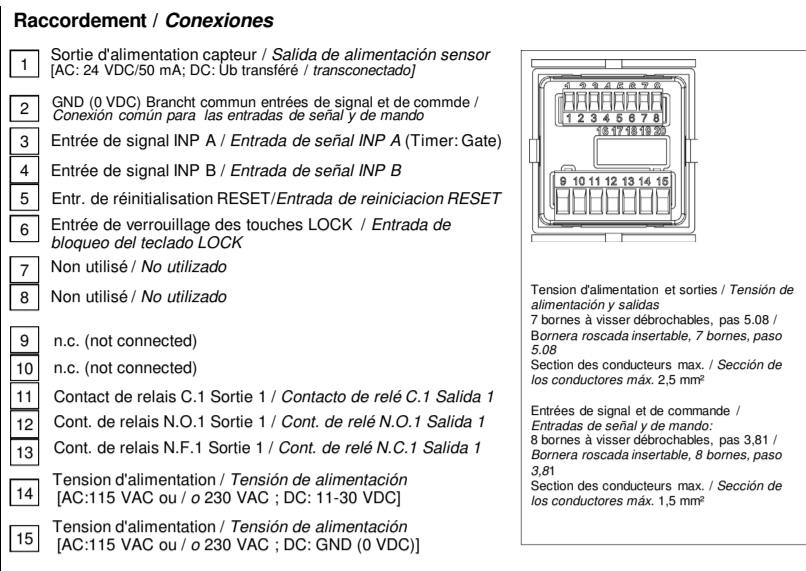 Raccordement / Conexiones
1 Sortie d'alimentation capteur / Salida de alimentación sensor
[AC: 24 VDC/50 mA; DC: Ub transféré / transconectado]
2 GND (0 VDC) Brancht commun entrées de signal et de commde /
Conexión común para las entradas de señal y de mando
3 Entrée de signal INP A / Entrada de señal INP A (Timer: Gate)
4 Entrée de signal INP B / Entrada de señal INP B
5 Entr. de réinitialisation RESET/Entrada de reiniciacion RESET
6 Entrée de verrouillage des touches LOCK / Entrada de
bloqueo del teclado LOCK
7 Non utilisé / No utilizado
8 Non utilisé / No utilizado
9 n.c. (not connected)
10 n.c. (not connected)
11 Contact de relais C.1 Sortie 1 / Contacto de relé C.1 Salida 1
12 Cont. de relais N.O.1 Sortie 1 / Cont. de relé N.O.1 Salida 1
13 Cont. de relais N.F.1 Sortie 1 / Cont. de relé N.C.1 Salida 1
14 Tension d'alimentation / Tensión de alimentación
[AC:115 VAC ou / o 230 VAC ; DC: 11-30 VDC]
15 Tension d'alimentation / Tensión de alimentación
[AC:115 VAC ou / o 230 VAC ; DC: GND (0 VDC)]
1 2 3 4 5 6 7 8
1 2 3 4 5 6 7 8
16 17 18 19 20
9 10 11 12 13 14 15
Tension d'alimentation et sorties / Tensión de
alimentación y salidas
7 bornes à visser débrochables, pas 5.08 /
Bornera roscada insertable, 7 bornes, paso
5.08
Section des conducteurs max. / Sección de
los conductores máx. 2,5 mm²
Entrées de signal et de commande /
Entradas de señal y de mando:
8 bornes à visser débrochables, pas 3,81 /
Bornera roscada insertable, 8 bornes, paso
3,81
Section des conducteurs max. / Sección de
los conductores máx. 1,5 mm²